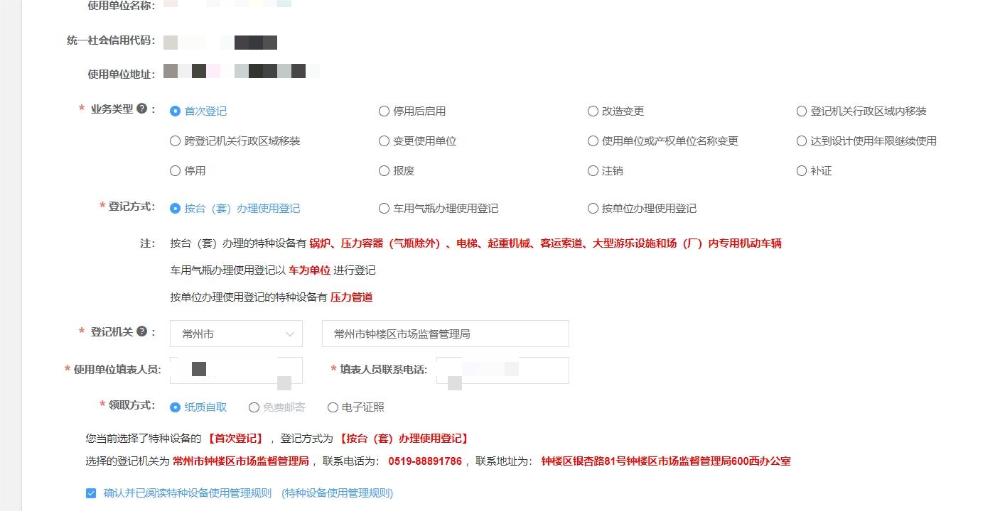 使用单位名称:
统一社会信用代码:
使用单位地址:
* 业务类型 ? : 首次登记 停用后启用 改造变更 登记机关行政区域内移装
跨登记机关行政区域移装 变更使用单位 使用单位或产权单位名称变更 达到设计使用年限继续使用
停用 报废 注销 补证
* 登记方式: 按台（套）办理使用登记 车用气瓶办理使用登记 按单位办理使用登记
注: 按台（套）办理的特种设备有 锅炉、压力容器（气瓶除外）、电梯、起重机械、客运索道、大型游乐设施和场（厂）内专用机动车辆
车用气瓶办理使用登记以 车为单位 进行登记
按单位办理使用登记的特种设备有 压力管道
* 登记机关 ? : 常州市 常州市钟楼区市场监督管理局
* 使用单位填表人员: * 填表人员联系电话:
* 领取方式: 纸质自取 免费邮寄 电子证照
您当前选择了特种设备的 【首次登记】 ，登记方式为 【按台（套）办理使用登记】
选择的登记机关为 常州市钟楼区市场监督管理局 ，联系电话为： 0519-88891786 ，联系地址为： 钟楼区银杏路81号钟楼区市场监督管理局600西办公室
确认并已阅读特种设备使用管理规则 (特种设备使用管理规则)